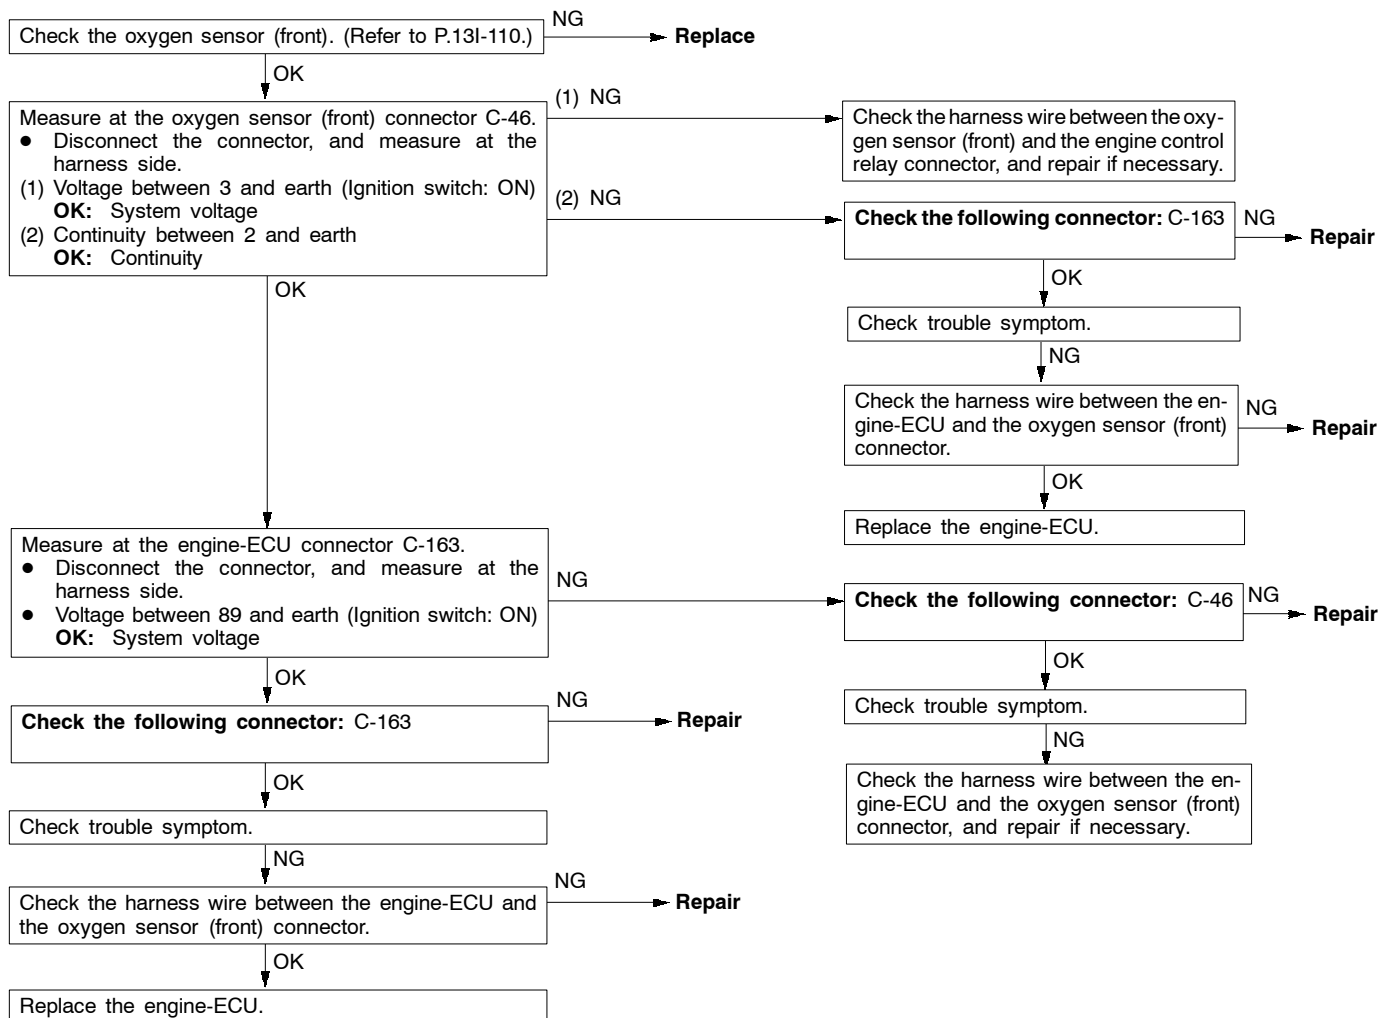 Check the oxygen sensor (front). (Refer to P.13I-110.)
NG
Replace
OK
Measure at the oxygen sensor (front) connector C-46.
● Disconnect the connector, and measure at the
harness side.
(1) Voltage between 3 and earth (Ignition switch: ON)
OK: System voltage
(2) Continuity between 2 and earth
OK: Continuity
(1) NG
Check the harness wire between the oxy-
gen sensor (front) and the engine control
relay connector, and repair if necessary.
(2) NG
Check the following connector: C-163
NG
Repair
OK
Check trouble symptom.
NG
Check the harness wire between the en-
gine-ECU and the oxygen sensor (front)
connector.
NG
Repair
OK
Replace the engine-ECU.
OK
Measure at the engine-ECU connector C-163.
● Disconnect the connector, and measure at the
harness side.
● Voltage between 89 and earth (Ignition switch: ON)
OK: System voltage
NG
Check the following connector: C-46
NG
Repair
OK
Check trouble symptom.
NG
Check the harness wire between the en-
gine-ECU and the oxygen sensor (front)
connector, and repair if necessary.
OK
Check the following connector: C-163
NG
Repair
OK
Check trouble symptom.
NG
Check the harness wire between the engine-ECU and
the oxygen sensor (front) connector.
NG
Repair
OK
Replace the engine-ECU.